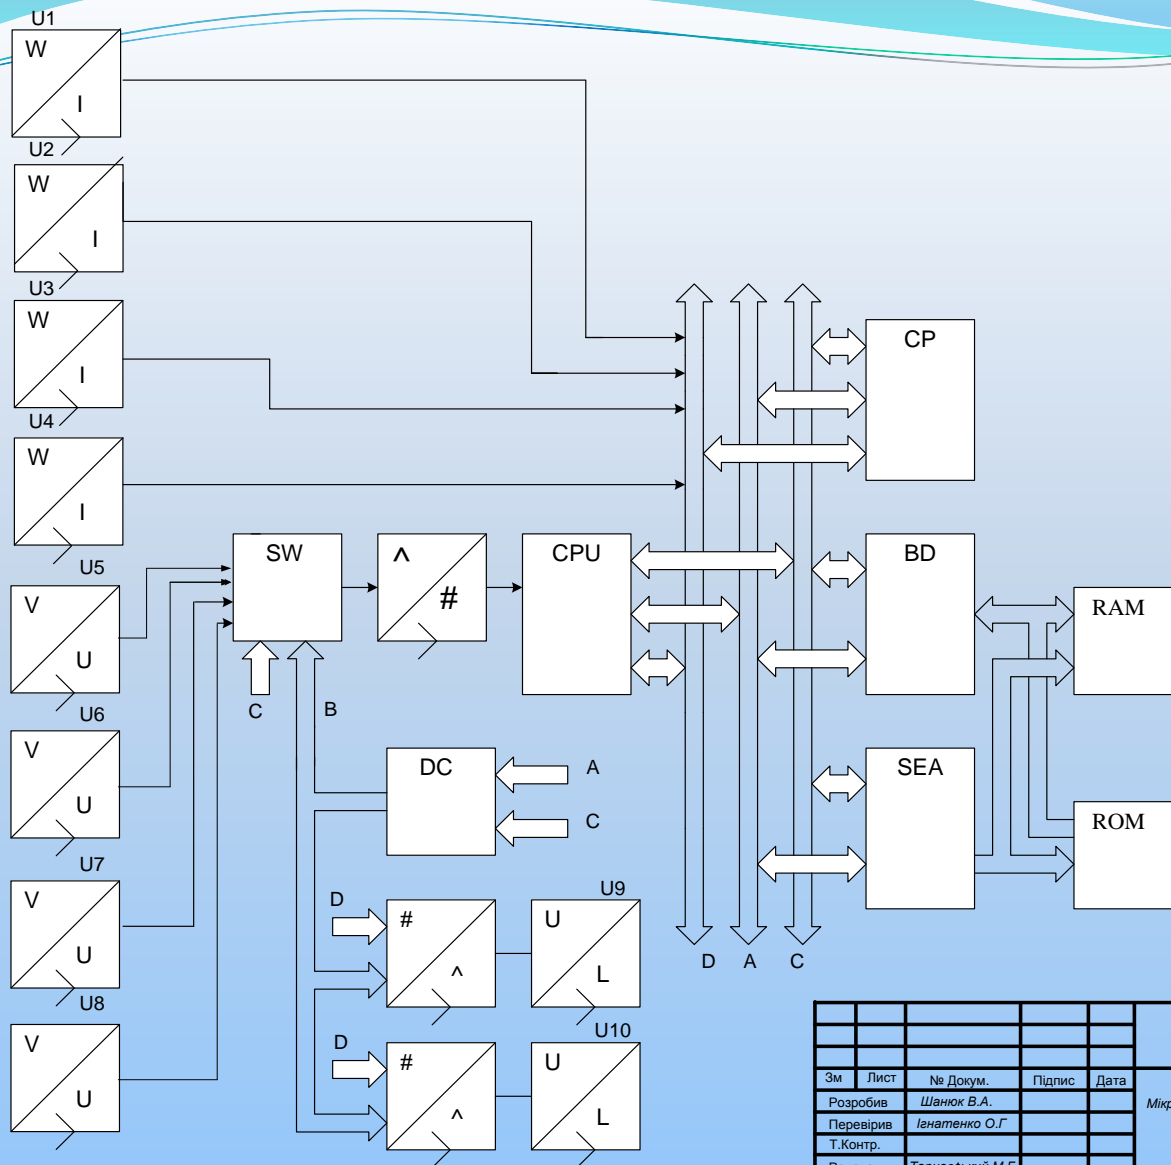 U1
W
I
U2
W
I
U3
W
I
U4
W
I
U5
V
U
U6
V
U
U7
V
U
U8
V
U
SW
^
#
CPU
C
B
DC
A
C
D
#
^
U9
U
L
D
#
^
U10
U
L
D A C
CP
BD
SEA
RAM
ROM
Зм Лист № Докум. Підпис Дата
Розробив Шанюк В.А.
Перевірив Ігнатенко О.Г
Т.Контр.